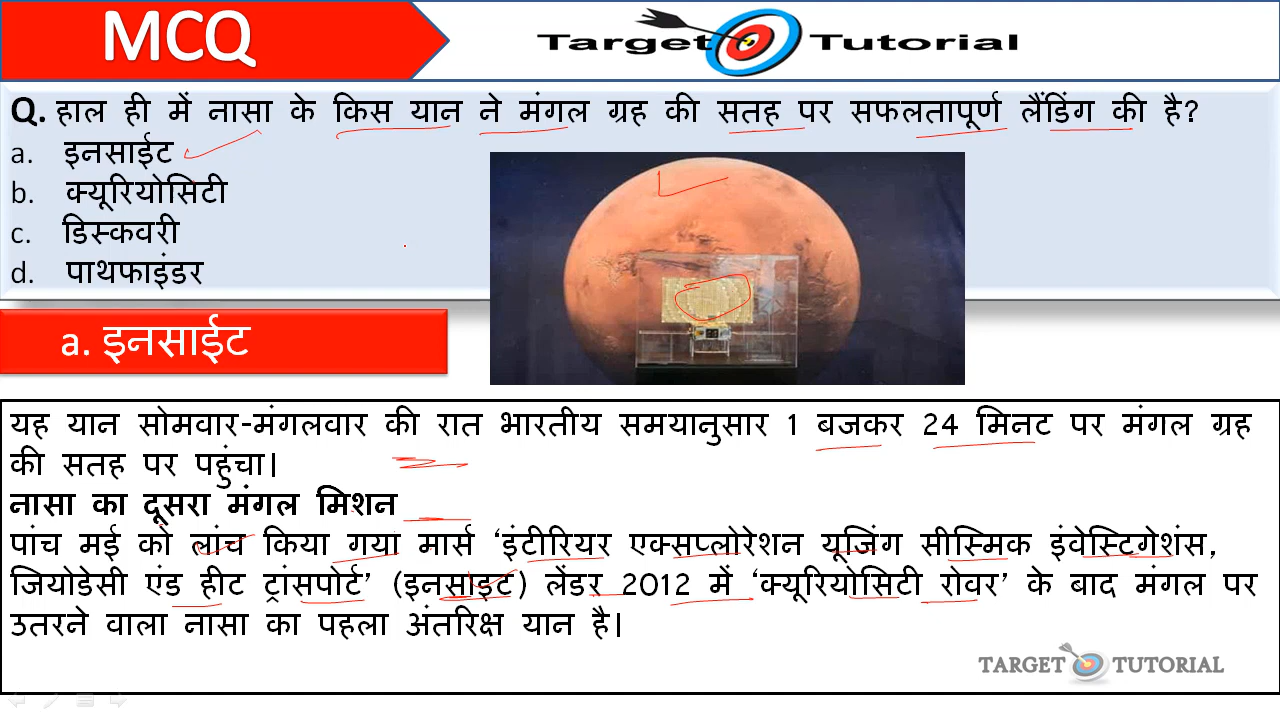 MCQ
Target Tutorial
Q. हाल ही में नासा के किस यान ने मंगल ग्रह की सतह पर सफलतापूर्ण लैंडिंग की है?
a. इनसाईट
b. क्यूरियोसिटी
c. डिस्कवरी
d. पाथफाइंडर
a. इनसाईट
यह यान सोमवार-मंगलवार की रात भारतीय समयानुसार 1 बजकर 24 मिनट पर मंगल ग्रह
की सतह पर पहुंचा।
नासा का दूसरा मंगल मिशन
पांच मई को लांच किया गया मार्स ‘इंटीरियर एक्सप्लोरेशन यूजिंग सीस्मिक इंवेस्टिगेशंस,
जियोडेसी एंड हीट ट्रांसपोर्ट’ (इनसाइट) लेंडर 2012 में ‘क्यूरियोसिटी रोवर’ के बाद मंगल पर
उतरने वाला नासा का पहला अंतरिक्ष यान है।
TARGET TUTORIAL